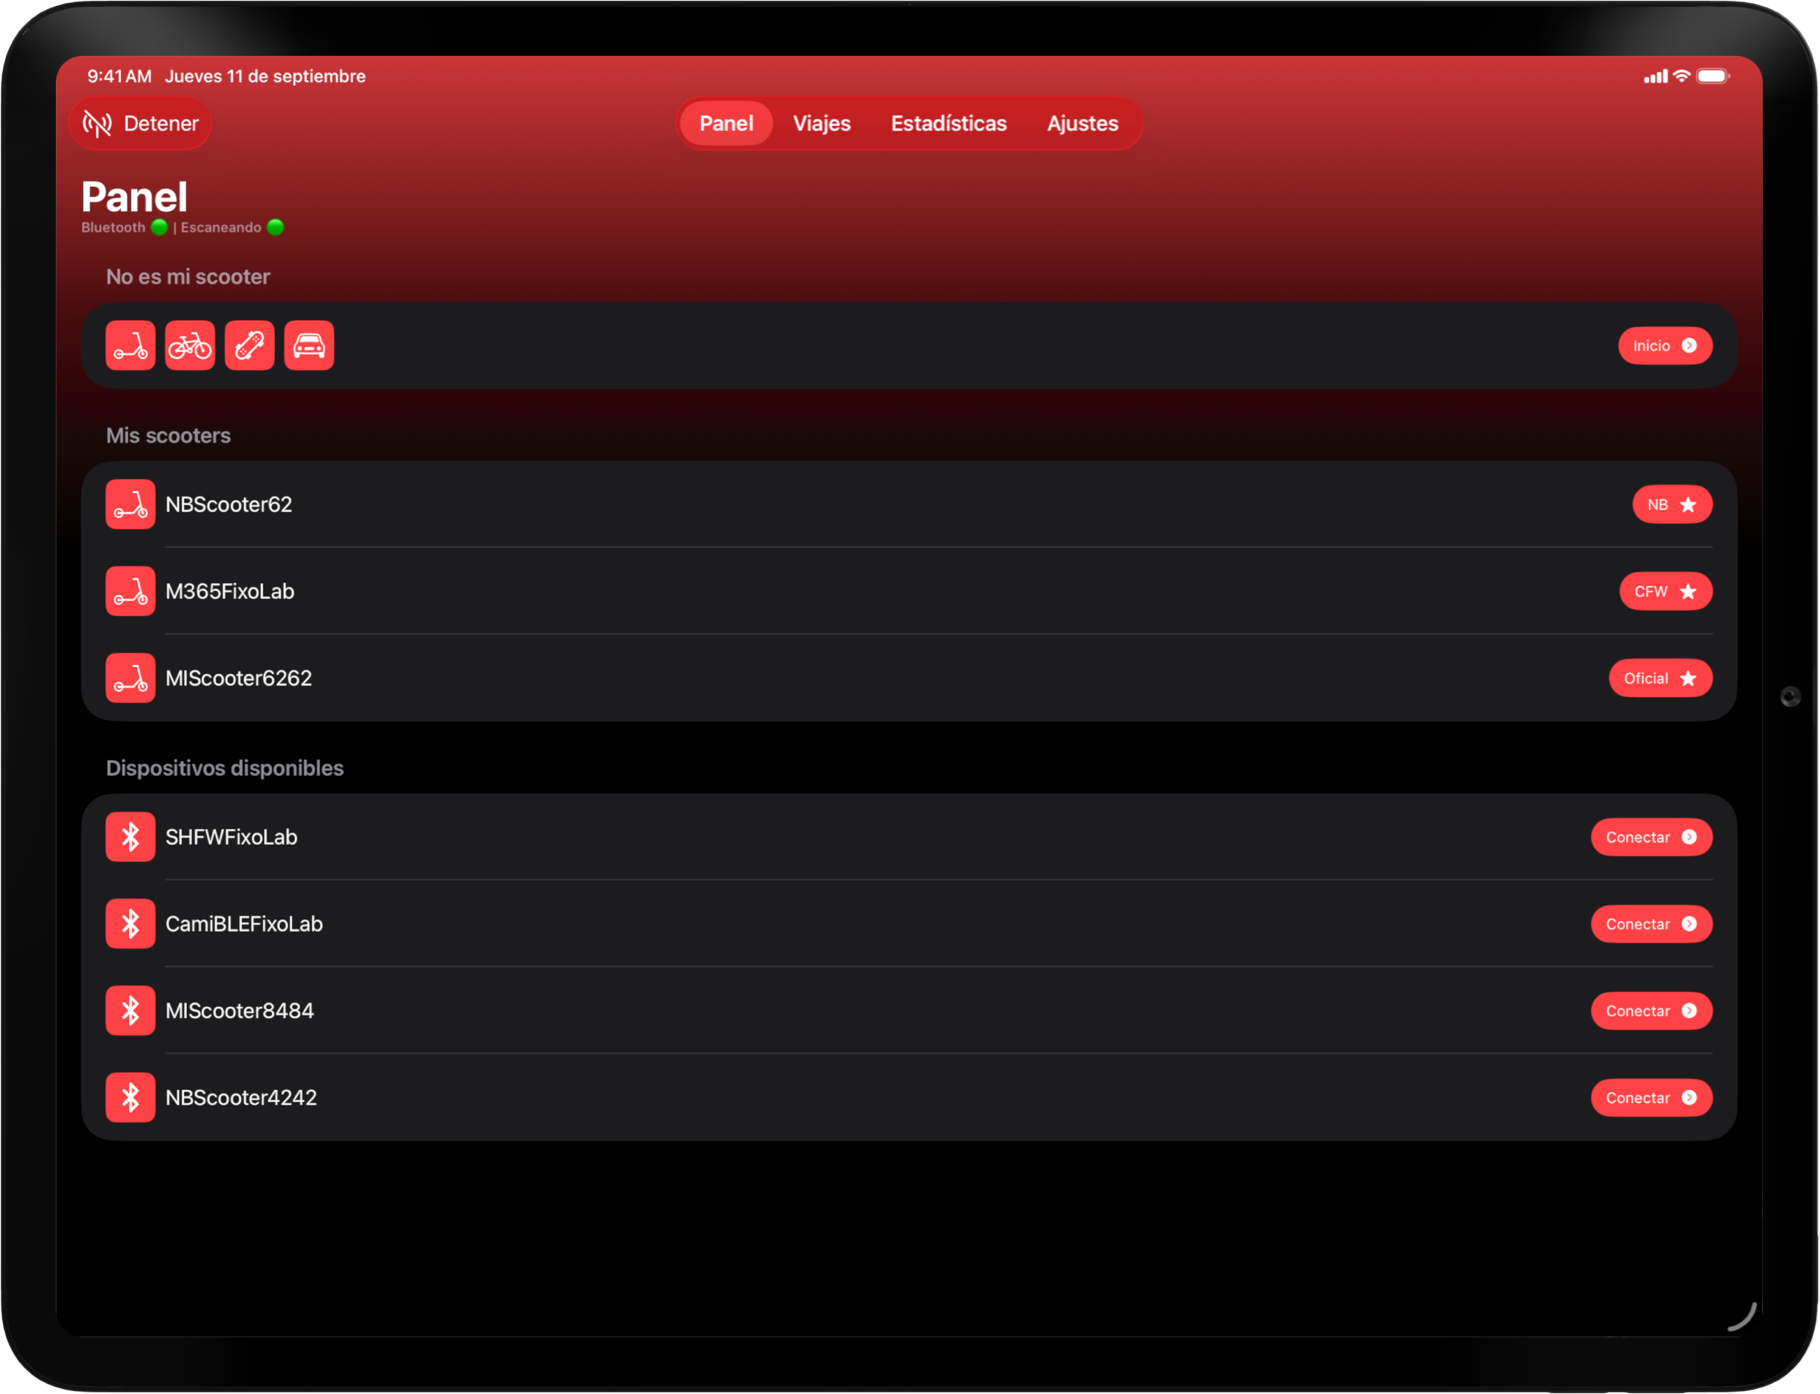 9:41 AM Jueves 11 de septiembre
Detener
Panel Viajes Estadísticas Ajustes
Panel
Bluetooth | Escaneando
No es mi scooter
Inicio
Mis scooters
NBScooter62 NB
M365FixoLab CFW
MIScooter6262 Oficial
Dispositivos disponibles
SHFWFixoLab Conectar
CamiBLEFixoLab Conectar
MIScooter8484 Conectar
NBScooter4242 Conectar